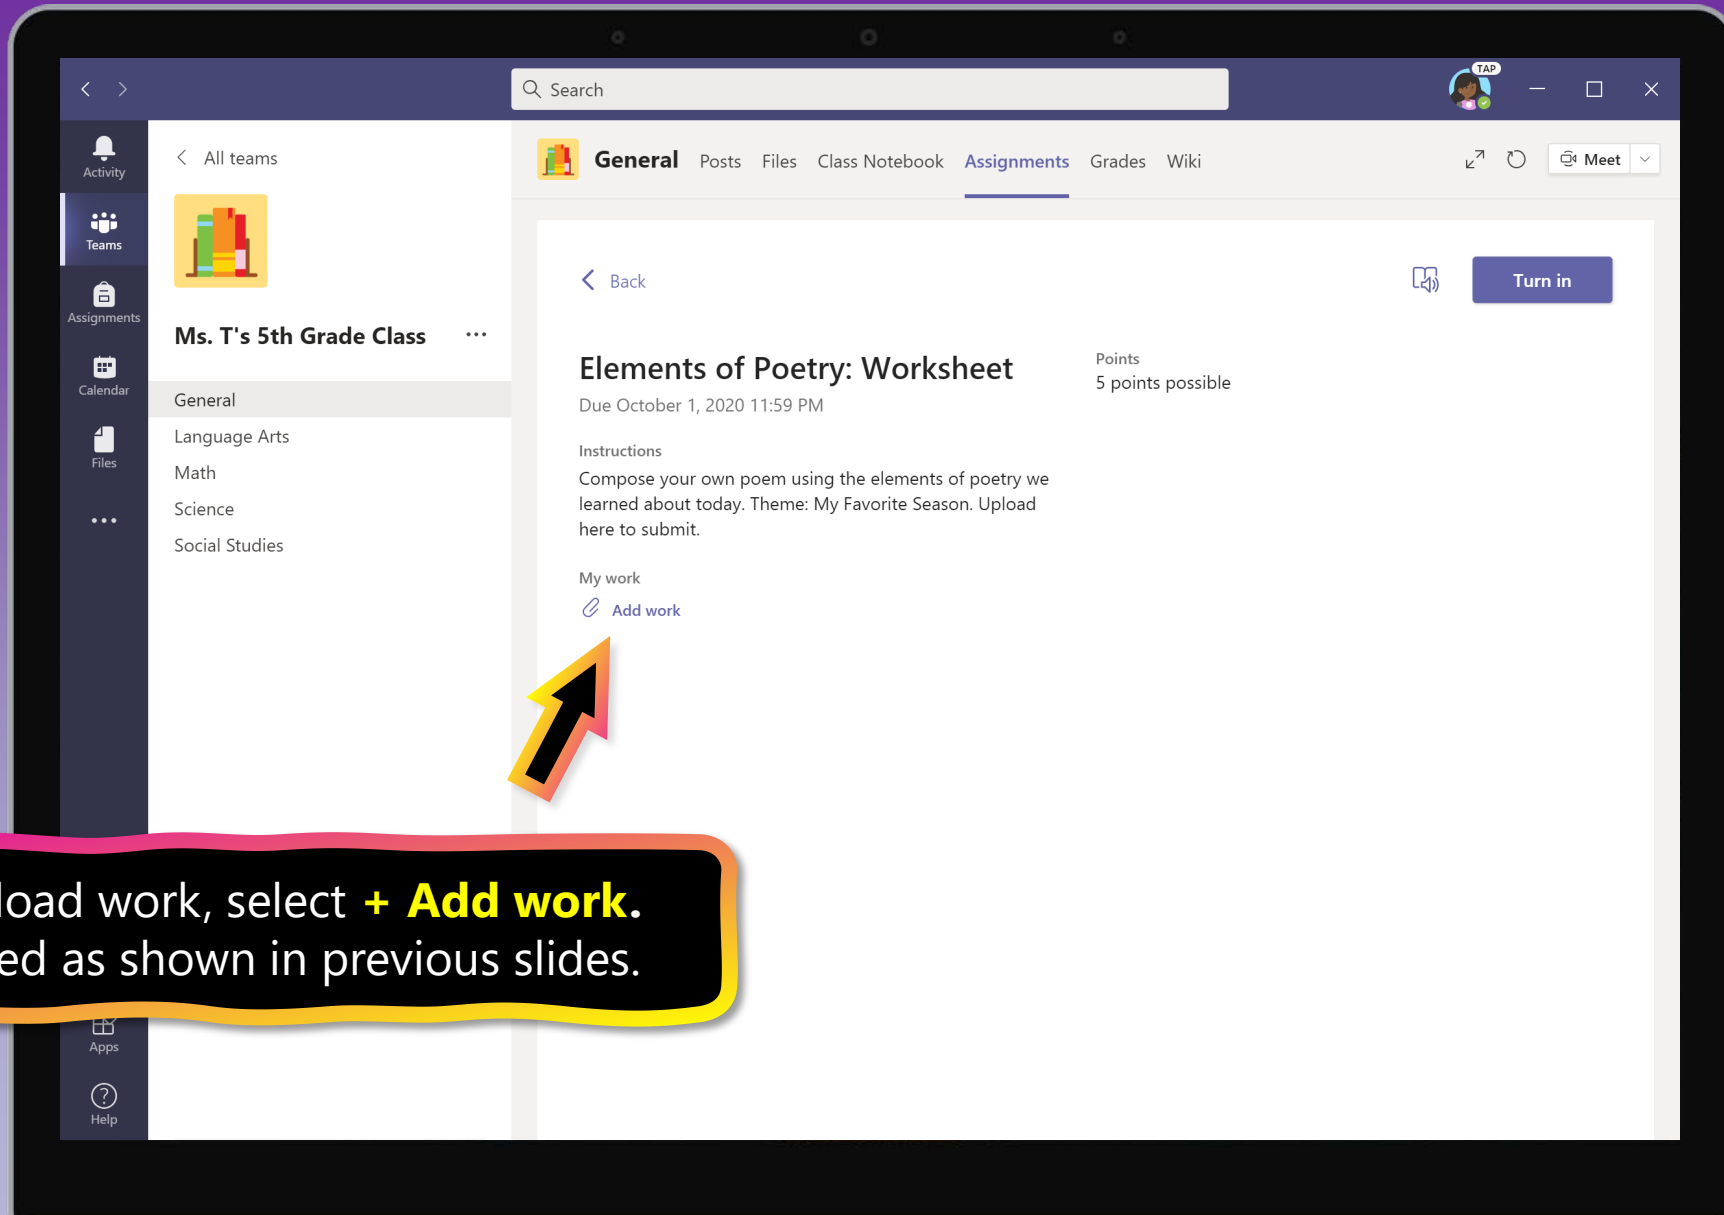 Search
TAP
Activity
Teams
Assignments
Calendar
Files
Apps
Help
All teams
Ms. T's 5th Grade Class
General
Language Arts
Math
Science
Social Studies
General Posts Files Class Notebook Assignments Grades Wiki
Meet
Back
Turn in
Elements of Poetry: Worksheet
Due October 1, 2020 11:59 PM
Points
5 points possible
Instructions
Compose your own poem using the elements of poetry we
learned about today. Theme: My Favorite Season. Upload
here to submit.
My work
Add work
work, select + Add work.
as shown in previous slides.